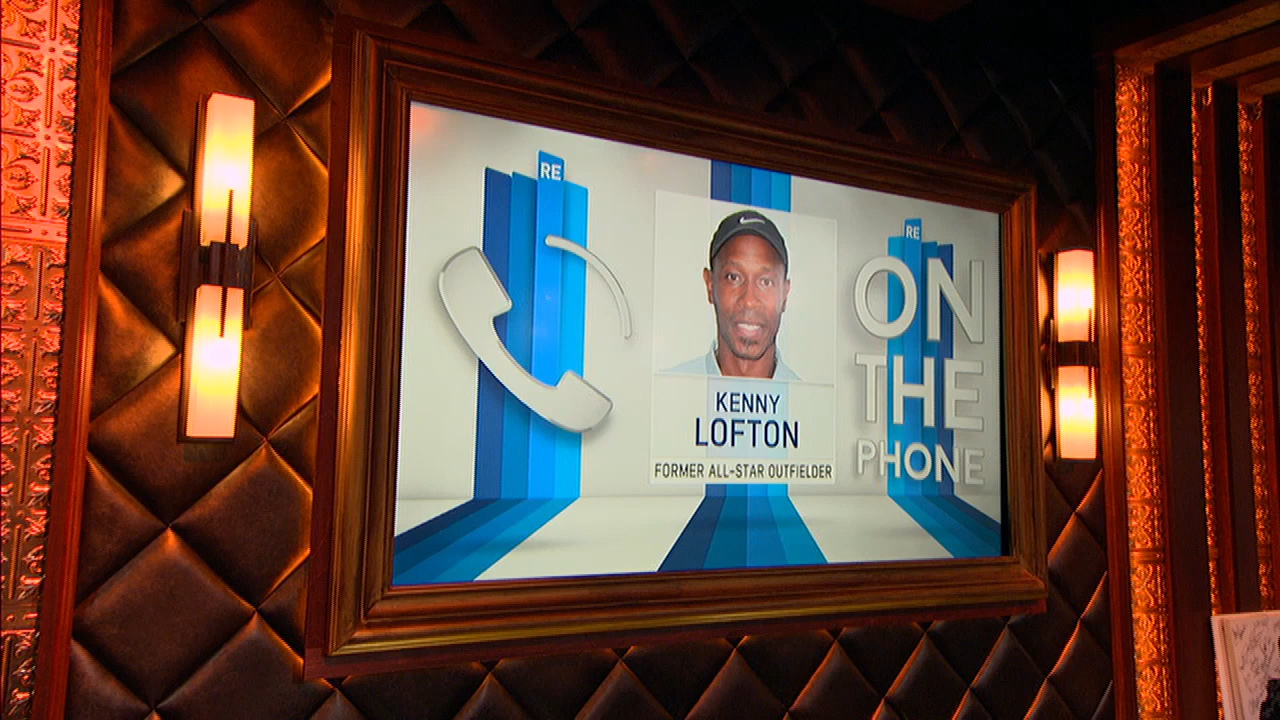 RE
KENNY
LOFTON
FORMER ALL-STAR OUTFIELDER
RE
ON
THE
PHONE